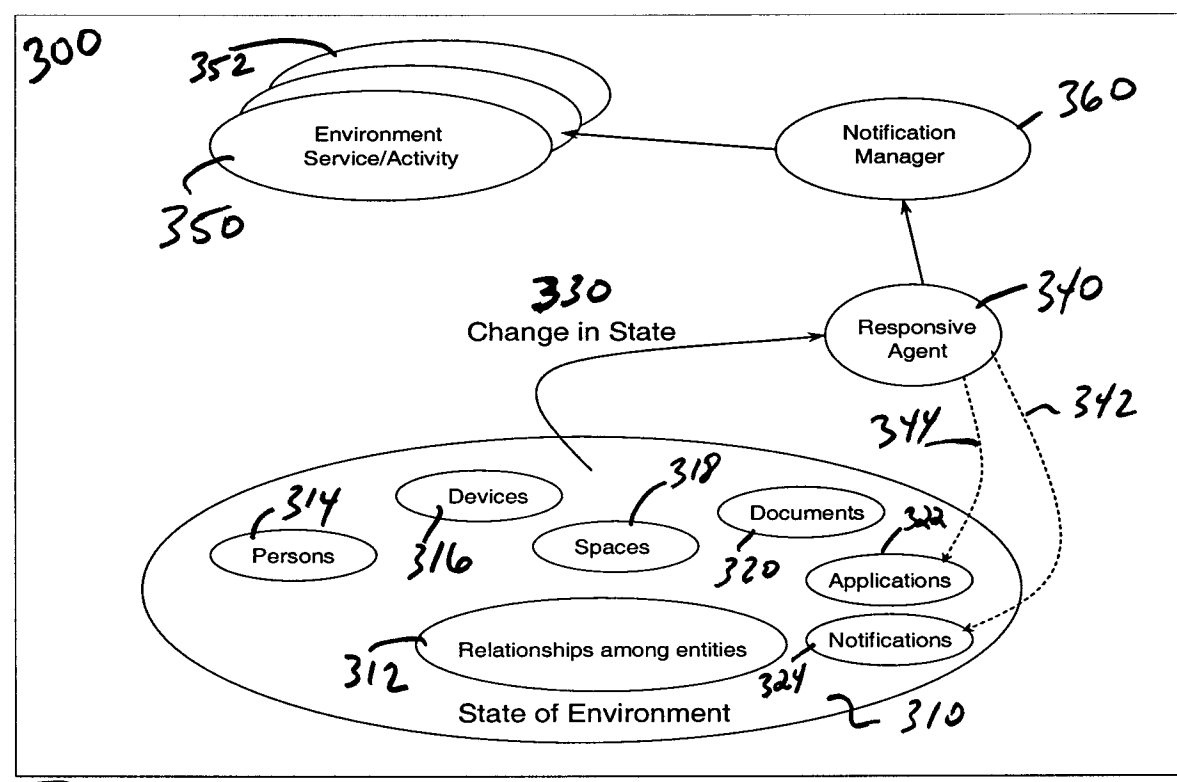 300
352
Environment
Service/Activity
350
Notification
Manager
360
330
Change in State
Responsive
Agent
340
344
342
314
Persons
Devices
316
318
Spaces
Documents
320
322
Applications
Relationships among entities
312
Notifications
324
State of Environment
310